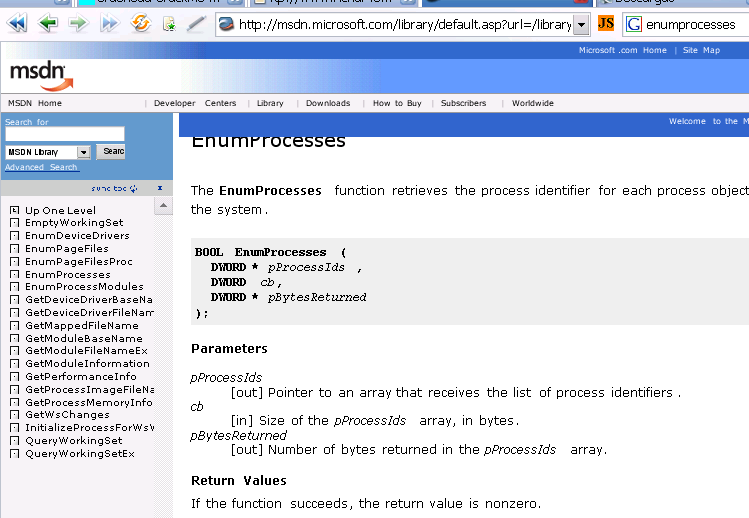 http://msdn.microsoft.com/library/default.asp?url=/library
JS
G enumprocesses
Microsoft .com Home | Site Map
msdn
MSDN Home | Developer Centers | Library | Downloads | How to Buy | Subscribers | Worldwide
Welcome to the M
Search for
MSDN Library
Searc
Advanced Search
sync toc
x
Up One Level
EmptyWorkingSet
EnumDeviceDrivers
EnumPageFiles
EnumPageFilesProc
EnumProcesses
EnumProcessModules
GetDeviceDriverBaseNa
GetDeviceDriverFileNam
GetMappedFileName
GetModuleBaseName
GetModuleFileNameEx
GetModuleInformation
GetPerformanceInfo
GetProcessImageFileNa
GetProcessMemoryInfo
GetWsChanges
InitializeProcessForWsW
QueryWorkingSet
QueryWorkingSetEx
EnumProcesses
The EnumProcesses function retrieves the process identifier for each process object
the system.
BOOL EnumProcesses (
DWORD * pProcessIds ,
DWORD cb,
DWORD * pBytesReturned
);
Parameters
pProcessIds
[out] Pointer to an array that receives the list of process identifiers .
cb
[in] Size of the pProcessIds array, in bytes.
pBytesReturned
[out] Number of bytes returned in the pProcessIds array.
Return Values
If the function succeeds, the return value is nonzero.